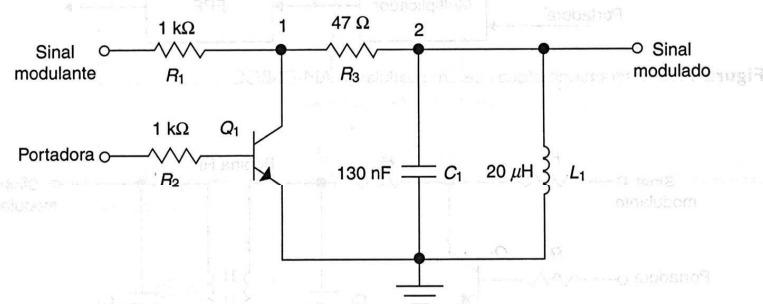 1 kΩ
1
47 Ω
2
Sinal
modulante
R1
R3
Sinal
modulado
1 kΩ
Q1
Portadora
R2
130 nF
C1
20 μH
L1